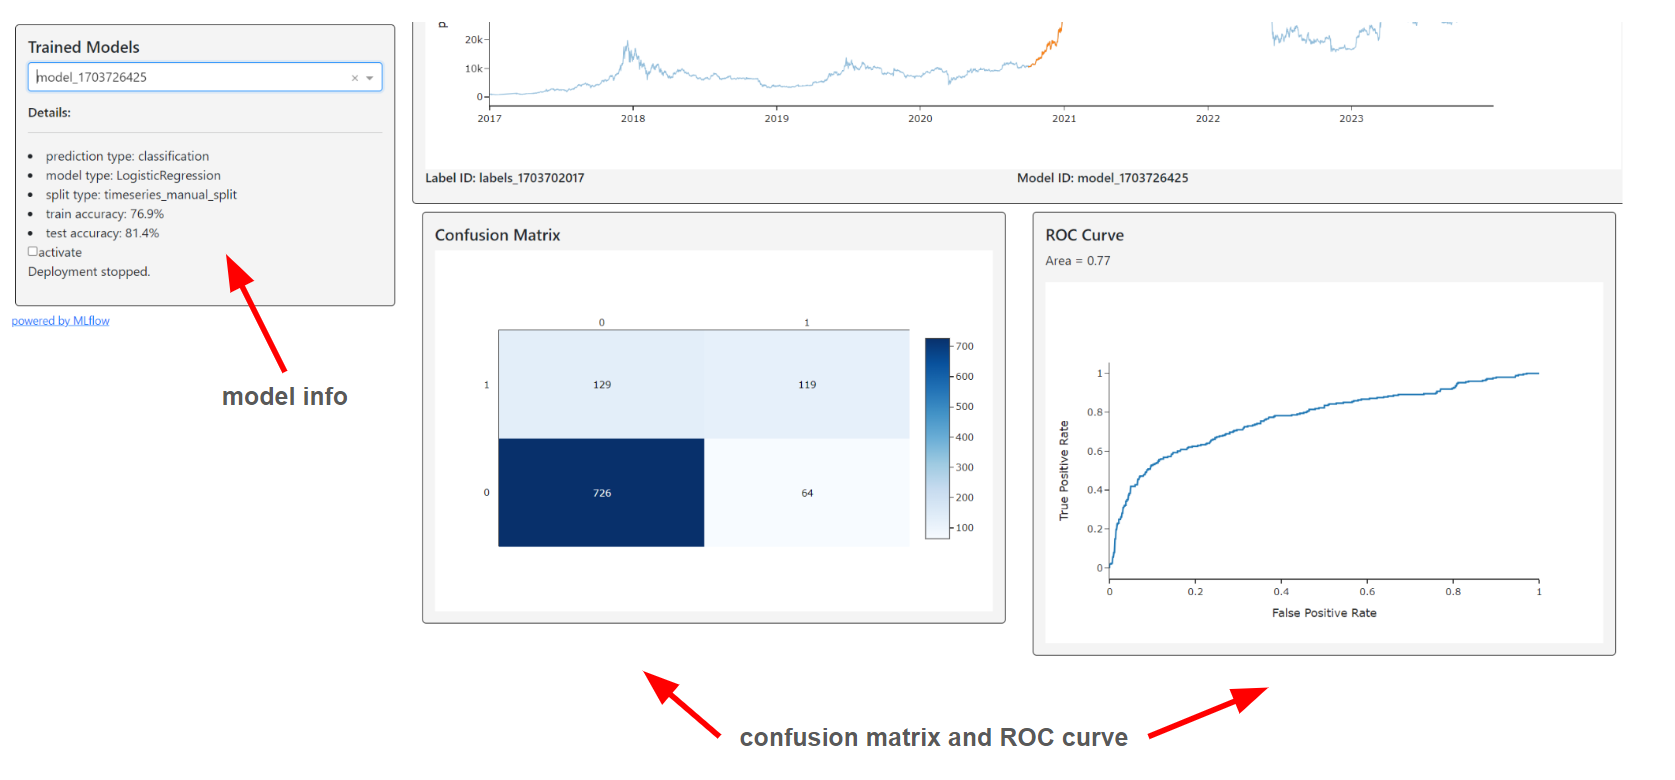 Trained Models
model_1703726425
Details:
prediction type: classification
model type: LogisticRegression
split type: timeseries_manual_split
train accuracy: 76.9%
test accuracy: 81.4%
activate
Deployment stopped.
powered by MLflow
model info
20k
10k
0
2017 2018 2019 2020 2021 2022 2023
Label ID: labels_1703702017 Model ID: model_1703726425
Confusion Matrix
0 1
1 129 119
0 726 64
700
600
500
400
300
200
100
ROC Curve
Area = 0.77
True Positive Rate
1
0.8
0.6
0.4
0.2
0
0 0.2 0.4 0.6 0.8 1
False Positive Rate
confusion matrix and ROC curve